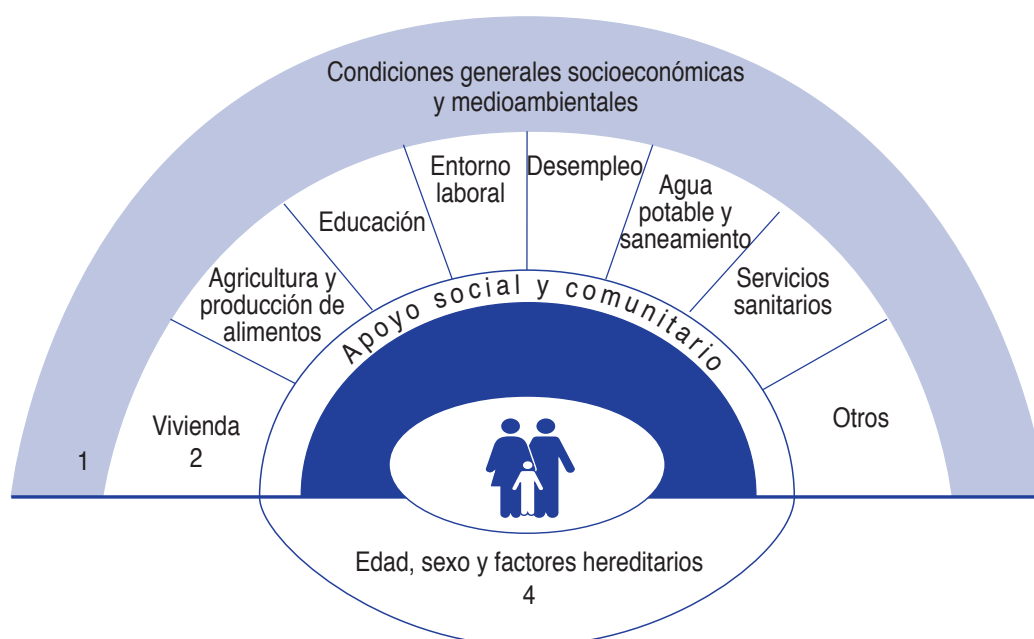 Condiciones generales socioeconómicas
y medioambientales
Vivienda
2
Agricultura y
producción de
alimentos
Educación
Entorno
laboral
Desempleo
Agua
potable y
saneamiento
Servicios
sanitarios
Otros
1
Apoyo social y comunitario
Edad, sexo y factores hereditarios
4